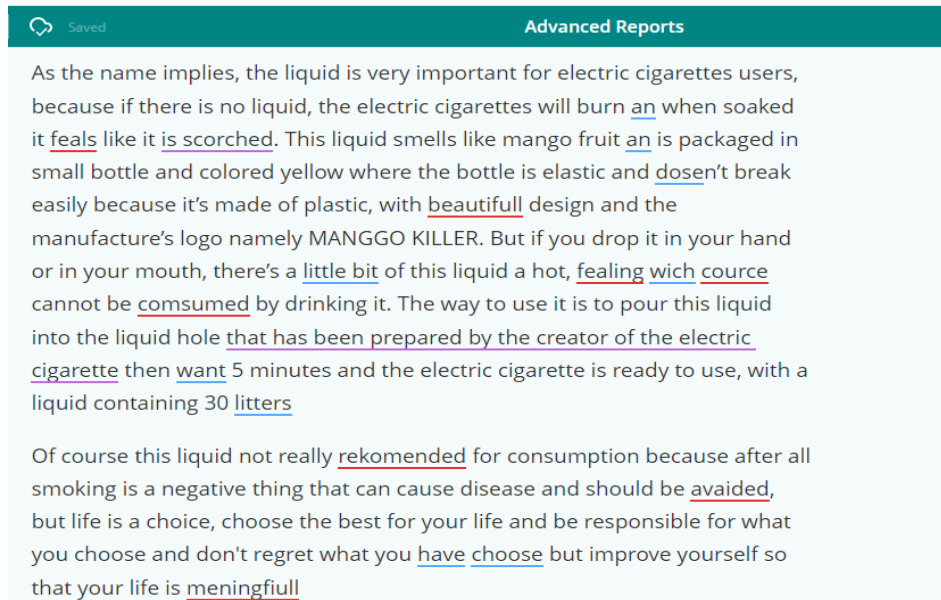 Saved
Advanced Reports
As the name implies, the liquid is very important for electric cigarettes users,
because if there is no liquid, the electric cigarettes will burn an when soaked
it feals like it is scorched. This liquid smells like mango fruit an is packaged in
small bottle and colored yellow where the bottle is elastic and dosen’t break
easily because it’s made of plastic, with beautifull design and the
manufacture’s logo namely MANGGO KILLER. But if you drop it in your hand
or in your mouth, there’s a little bit of this liquid a hot, fealing wich cource
cannot be comsumed by drinking it. The way to use it is to pour this liquid
into the liquid hole that has been prepared by the creator of the electric
cigarette then want 5 minutes and the electric cigarette is ready to use, with a
liquid containing 30 litters
Of course this liquid not really rekomended for consumption because after all
smoking is a negative thing that can cause disease and should be avaided,
but life is a choice, choose the best for your life and be responsible for what
you choose and don't regret what you have choose but improve yourself so
that your life is meningfiull